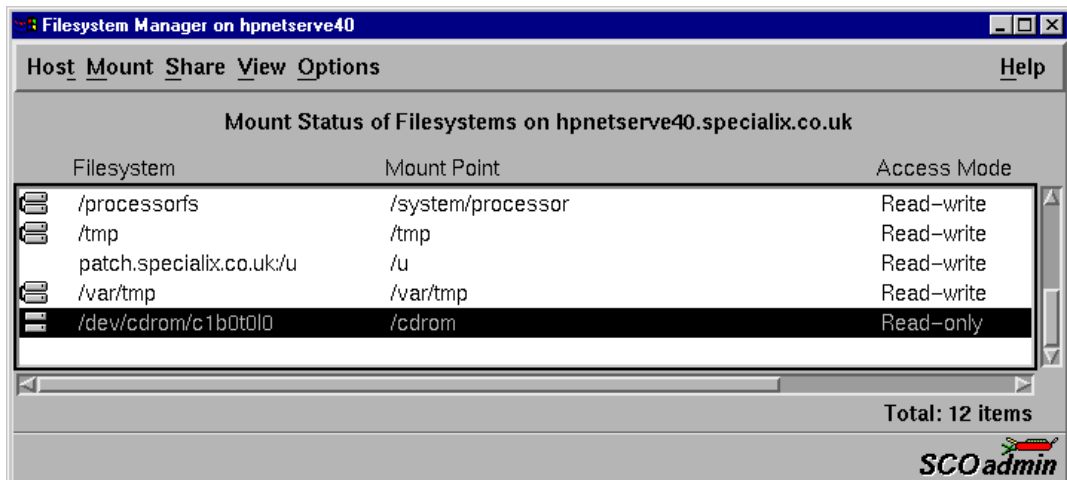 Filesystem Manager on hpnetserve40
Host Mount Share View Options Help
Mount Status of Filesystems on hpnetserve40.specialix.co.uk
Filesystem Mount Point Access Mode
/processorfs /system/processor Read-write
/tmp /tmp Read-write
patch.specialix.co.uk:/u /u Read-write
/var/tmp /var/tmp Read-write
/dev/cdrom/c1b0t0l0 /cdrom Read-only
Total: 12 items
SCOadmin